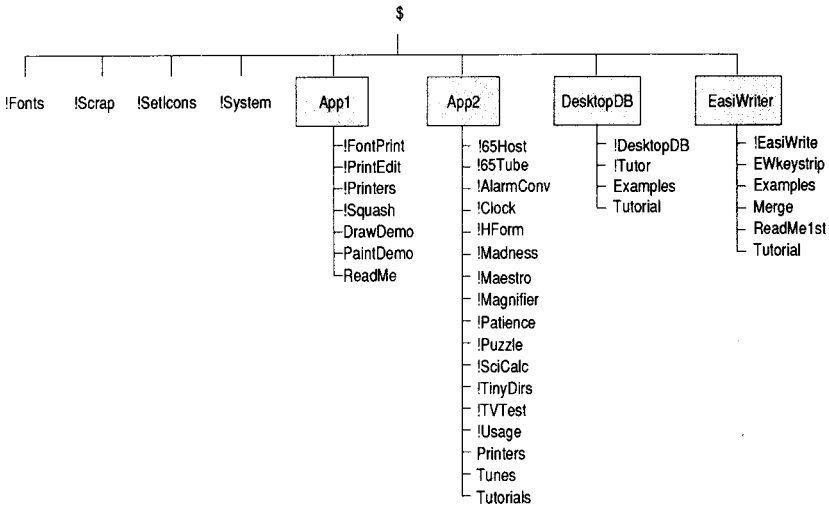 $
!Fonts
!Scrap
!SetIcons
!System
App1
App2
DesktopDB
EasiWriter
!FontPrint
!PrintEdit
!Printers
!Squash
DrawDemo
PaintDemo
ReadMe
!65Host
!65Tube
!AlarmConv
!Clock
!HForm
!Madness
!Maestro
!Magnifier
!Patience
!Puzzle
!SciCalc
!TinyDirs
!TVTest
!Usage
Printers
Tunes
Tutorials
!DesktopDB
!Tutor
Examples
Tutorial
!EasiWrite
EWkeystrip
Examples
Merge
ReadMe1st
Tutorial